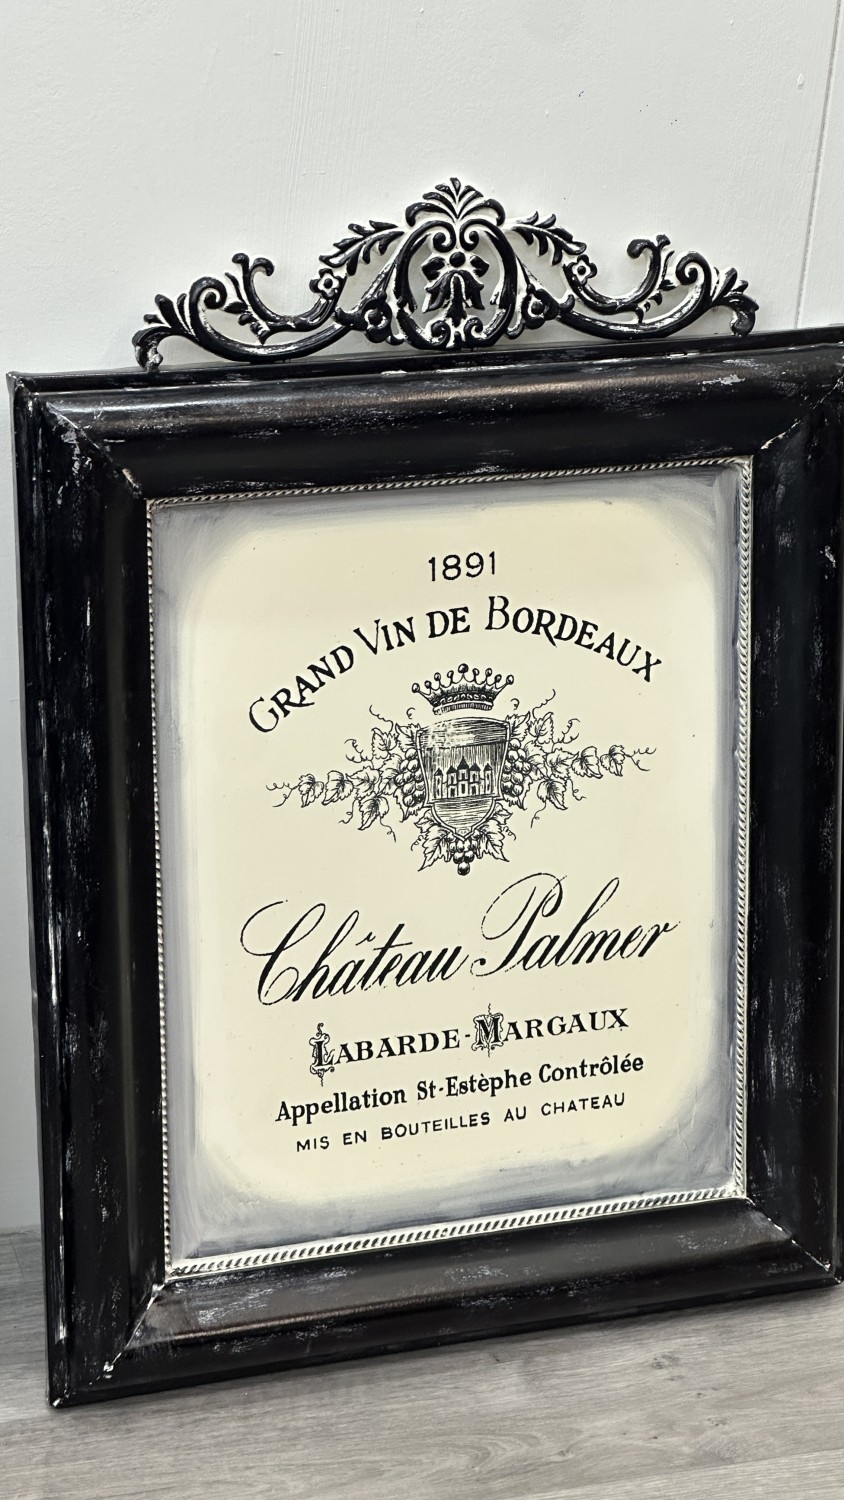 1891
GRAND VIN DE BORDEAUX
Château Palmer
LABARDE-MARGAUX
Appellation St-Estèphe Contrôlée
MIS EN BOUTEILLES AU CHATEAU